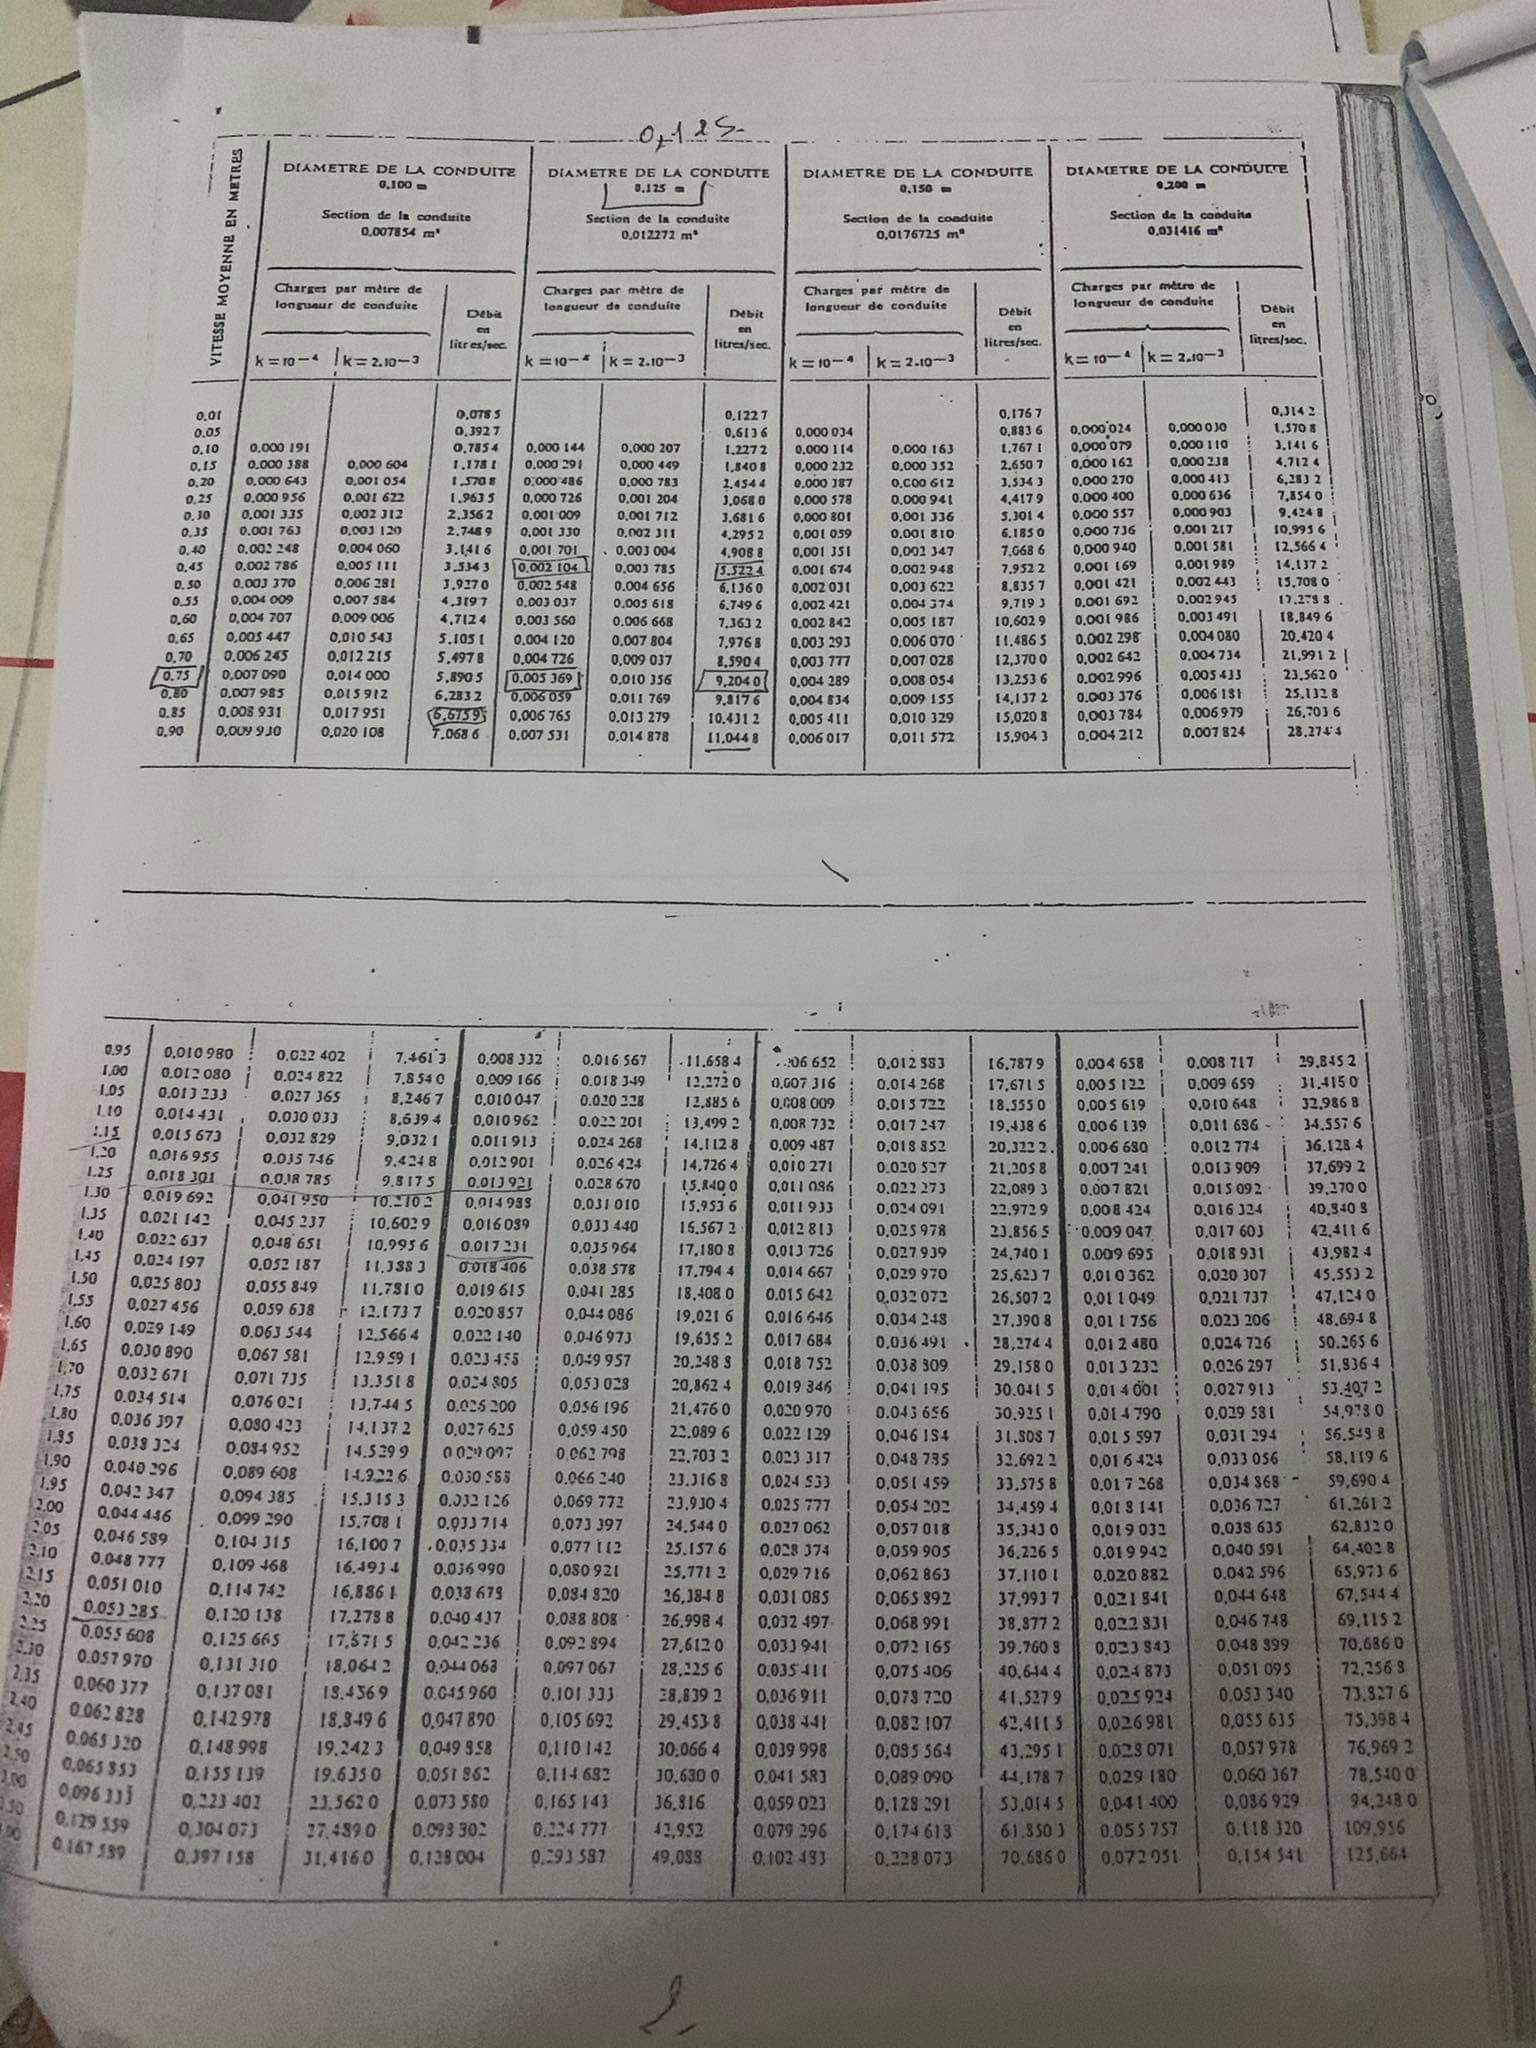 0,125
VITESSE MOYENNE EN METRES
DIAMETRE DE LA CONDUITE DIAMETRE DE LA CONDUITE DIAMETRE DE LA CONDUITE DIAMETRE DE LA CONDUITE
0,100 m 0,125 m 0,150 m 0,200 m
Section de la conduite Section de la conduite Section de la conduite Section de la conduite
0,007854 m² 0,012272 m² 0,0176725 m² 0,031416 m²
Charges par mètre de Charges par mètre de Charges par mètre de Charges par mètre de
longueur de conduite longueur de conduite longueur de conduite longueur de conduite
Débit Débit Débit Débit
en en en en
litres/sec. litres/sec. litres/sec. litres/sec.
k = 10⁻⁴ k = 2.10⁻³ k = 10⁻⁴ k = 2.10⁻³ k = 10⁻⁴ k = 2.10⁻³ k = 10⁻⁴ k = 2.10⁻³
0,01 0,078 5 0,122 7 0,176 7 0,314 2
0,05 0,392 7 0,613 6 0,000 034 0,883 6 0,000 024 0,000 030 1,570 8
0,10 0,000 191 0,785 4 0,000 144 0,000 207 1,227 2 0,000 114 0,000 163 1,767 1 0,000 079 0,000 110 3,141 6
0,15 0,000 388 0,000 604 1,178 1 0,000 291 0,000 449 1,840 8 0,000 232 0,000 352 2,650 7 0,000 162 0,000 238 4,712 4
0,20 0,000 643 0,001 054 1,570 8 0,000 486 0,000 783 2,454 4 0,000 387 0,000 612 3,534 3 0,000 270 0,000 413 6,283 2
0,25 0,000 956 0,001 622 1,963 5 0,000 726 0,001 204 3,068 0 0,000 578 0,000 941 4,417 9 0,000 400 0,000 636 7,854 0
0,30 0,001 335 0,002 312 2,356 2 0,001 009 0,001 712 3,681 6 0,000 801 0,001 336 5,301 4 0,000 557 0,000 903 9,424 8
0,35 0,001 763 0,003 120 2,748 9 0,001 330 0,002 311 4,295 2 0,001 059 0,001 810 6,185 0 0,000 736 0,001 217 10,995 6
0,40 0,002 248 0,004 060 3,141 6 0,001 701 0,003 004 4,908 8 0,001 351 0,002 347 7,068 6 0,000 940 0,001 581 12,566 4
0,45 0,002 786 0,005 111 3,534 3 0,002 104 0,003 785 5,522 4 0,001 674 0,002 948 7,952 2 0,001 169 0,001 989 14,137 2
0,50 0,003 370 0,006 281 3,927 0 0,002 548 0,004 656 6,136 0 0,002 031 0,003 622 8,835 7 0,001 421 0,002 443 15,708 0
0,55 0,004 009 0,007 584 4,319 7 0,003 037 0,005 618 6,749 6 0,002 421 0,004 374 9,719 3 0,001 692 0,002 945 17,278 8
0,60 0,004 707 0,009 006 4,712 4 0,003 560 0,006 668 7,363 2 0,002 842 0,005 187 10,602 9 0,001 986 0,003 491 18,849 6
0,65 0,005 447 0,010 543 5,105 1 0,004 120 0,007 804 7,976 8 0,003 293 0,006 070 11,486 5 0,002 298 0,004 080 20,420 4
0,70 0,006 245 0,012 215 5,497 8 0,004 726 0,009 037 8,590 4 0,003 777 0,007 028 12,370 0 0,002 642 0,004 734 21,991 2
0,75 0,007 090 0,014 000 5,890 5 0,005 369 0,010 356 9,204 0 0,004 289 0,008 054 13,253 6 0,002 996 0,005 433 23,562 0
0,80 0,007 985 0,015 912 6,283 2 0,006 059 0,011 769 9,817 6 0,004 834 0,009 155 14,137 2 0,003 376 0,006 181 25,132 8
0,85 0,008 931 0,017 951 6,675 9 0,006 765 0,013 279 10,431 2 0,005 411 0,010 329 15,020 8 0,003 784 0,006 979 26,703 6
0,90 0,009 930 0,020 108 7,068 6 0,007 531 0,014 878 11,044 8 0,006 017 0,011 572 15,904 3 0,004 212 0,007 824 28,274 4
0,95 0,010 980 0,022 402 7,461 3 0,008 332 0,016 567 11,658 4 06 652 0,012 883 16,787 9 0,004 658 0,008 717 29,845 2
1,00 0,012 080 0,024 822 7,854 0 0,009 166 0,018 349 12,272 0 0,007 316 0,014 268 17,671 5 0,005 122 0,009 659 31,416 0
1,05 0,013 233 0,027 365 8,246 7 0,010 047 0,020 228 12,885 6 0,008 009 0,015 722 18,555 0 0,005 619 0,010 648 32,986 8
1,10 0,014 431 0,030 033 8,639 4 0,010 962 0,022 201 13,499 2 0,008 732 0,017 247 19,438 6 0,006 139 0,011 686 34,557 6
1,15 0,015 673 0,032 829 9,032 1 0,011 913 0,024 268 14,112 8 0,009 487 0,018 852 20,322 2 0,006 680 0,012 774 36,128 4
1,20 0,016 955 0,035 746 9,424 8 0,012 901 0,026 424 14,726 4 0,010 271 0,020 527 21,205 8 0,007 241 0,013 909 37,699 2
1,25 0,018 301 0,038 785 9,817 5 0,013 921 0,028 670 15,840 0 0,011 086 0,022 273 22,089 3 0,007 821 0,015 092 39,270 0
1,30 0,019 692 0,041 950 10,210 2 0,014 988 0,031 010 15,953 6 0,011 933 0,024 091 22,972 9 0,008 424 0,016 324 40,840 8
1,35 0,021 142 0,045 237 10,602 9 0,016 089 0,033 440 16,567 2 0,012 813 0,025 978 23,856 5 0,009 047 0,017 603 42,411 6
1,40 0,022 637 0,048 651 10,995 6 0,017 231 0,035 964 17,180 8 0,013 726 0,027 939 24,740 1 0,009 695 0,018 931 43,982 4
1,45 0,024 197 0,052 187 11,388 3 0,018 406 0,038 578 17,794 4 0,014 667 0,029 970 25,623 7 0,010 362 0,020 307 45,553 2
1,50 0,025 803 0,055 849 11,781 0 0,019 615 0,041 285 18,408 0 0,015 642 0,032 072 26,507 2 0,011 049 0,021 737 47,124 0
1,55 0,027 456 0,059 638 12,173 7 0,020 857 0,044 086 19,021 6 0,016 646 0,034 248 27,390 8 0,011 756 0,023 206 48,694 8
1,60 0,029 149 0,063 544 12,566 4 0,022 140 0,046 973 19,635 2 0,017 684 0,036 491 28,274 4 0,012 480 0,024 726 50,265 6
1,65 0,030 890 0,067 581 12,959 1 0,023 458 0,049 957 20,248 8 0,018 752 0,038 809 29,158 0 0,013 232 0,026 297 51,836 4
1,70 0,032 671 0,071 735 13,351 8 0,024 805 0,053 028 20,862 4 0,019 846 0,041 195 30,041 5 0,014 001 0,027 913 53,407 2
1,75 0,034 514 0,076 021 13,744 5 0,026 200 0,056 196 21,476 0 0,020 970 0,043 656 30,925 1 0,014 790 0,029 581 54,978 0
1,80 0,036 397 0,080 423 14,137 2 0,027 625 0,059 450 22,089 6 0,022 129 0,046 184 31,808 7 0,015 597 0,031 294 56,548 8
1,85 0,038 324 0,084 952 14,529 9 0,029 097 0,062 798 22,703 2 0,023 317 0,048 785 32,692 2 0,016 424 0,033 056 58,119 6
1,90 0,040 296 0,089 608 14,922 6 0,030 588 0,066 240 23,316 8 0,024 533 0,051 459 33,575 8 0,017 268 0,034 868 59,690 4
1,95 0,042 347 0,094 385 15,315 3 0,032 126 0,069 772 23,930 4 0,025 777 0,054 202 34,459 4 0,018 141 0,036 727 61,261 2
2,00 0,044 446 0,099 290 15,708 1 0,033 714 0,073 397 24,544 0 0,027 062 0,057 018 35,343 0 0,019 032 0,038 635 62,832 0
2,05 0,046 589 0,104 315 16,100 7 0,035 334 0,077 112 25,157 6 0,028 374 0,059 905 36,226 5 0,019 942 0,040 591 64,402 8
2,10 0,048 777 0,109 468 16,493 4 0,036 990 0,080 921 25,771 2 0,029 716 0,062 863 37,110 1 0,020 882 0,042 596 65,973 6
2,15 0,051 010 0,114 742 16,886 1 0,038 678 0,084 820 26,384 8 0,031 085 0,065 892 37,993 7 0,021 841 0,044 648 67,544 4
2,20 0,053 285 0,120 138 17,278 8 0,040 437 0,088 808 26,998 4 0,032 497 0,068 991 38,877 2 0,022 831 0,046 748 69,115 2
2,25 0,055 608 0,125 665 17,671 5 0,042 236 0,092 894 27,612 0 0,033 941 0,072 165 39,760 8 0,023 843 0,048 899 70,686 0
2,30 0,057 970 0,131 310 18,064 2 0,044 068 0,097 067 28,225 6 0,035 411 0,075 406 40,644 4 0,024 873 0,051 095 72,256 8
2,35 0,060 377 0,137 081 18,456 9 0,045 960 0,101 333 28,839 2 0,036 911 0,078 720 41,527 9 0,025 924 0,053 340 73,827 6
2,40 0,062 828 0,142 978 18,849 6 0,047 890 0,105 692 29,453 8 0,038 441 0,082 107 42,411 5 0,026 981 0,055 635 75,398 4
2,45 0,065 320 0,148 998 19,242 3 0,049 858 0,110 142 30,066 4 0,039 998 0,085 564 43,295 1 0,028 071 0,057 978 76,969 2
2,50 0,065 853 0,155 139 19,635 0 0,051 862 0,114 682 30,680 0 0,041 583 0,089 090 44,178 7 0,029 180 0,060 367 78,540 0
,00 0,096 333 0,223 402 23,562 0 0,073 580 0,165 143 36,816 0,059 023 0,128 291 53,014 5 0,041 400 0,086 929 94,248 0
,50 0,129 559 0,304 073 27,489 0 0,098 302 0,224 777 42,952 0,079 296 0,174 618 61,850 3 0,055 757 0,118 320 109,956
,00 0,167 589 0,397 158 31,416 0 0,128 004 0,293 587 49,088 0,102 483 0,228 073 70,686 0 0,072 051 0,154 541 125,664
2.